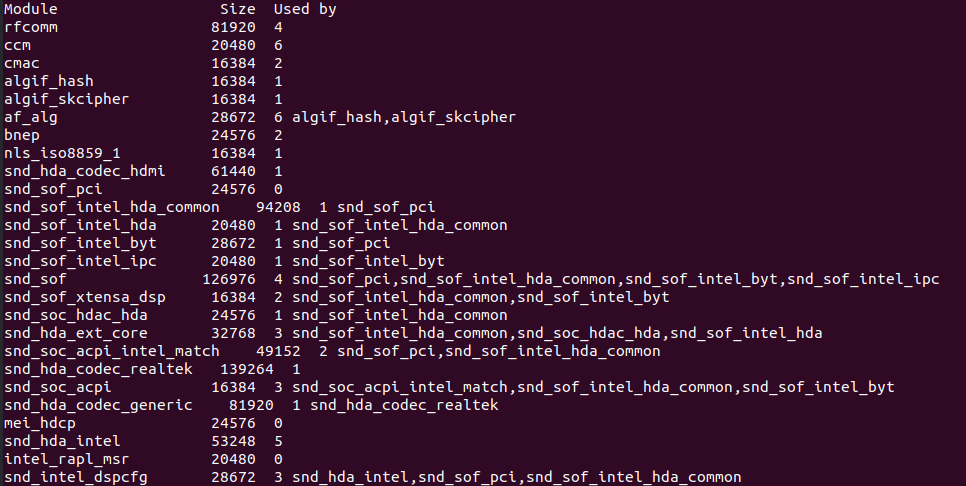 Module                  Size  Used by
rfcomm                 81920  4
ccm                    20480  6
cmac                   16384  2
algif_hash             16384  1
algif_skcipher         16384  1
af_alg                 28672  6 algif_hash,algif_skcipher
bnep                   24576  2
nls_iso8859_1          16384  1
snd_hda_codec_hdmi     61440  1
snd_sof_pci            24576  0
snd_sof_intel_hda_common    94208  1 snd_sof_pci
snd_sof_intel_hda      20480  1 snd_sof_intel_hda_common
snd_sof_intel_byt      28672  1 snd_sof_pci
snd_sof_intel_ipc      20480  1 snd_sof_intel_byt
snd_sof               126976  4 snd_sof_pci,snd_sof_intel_hda_common,snd_sof_intel_byt,snd_sof_intel_ipc
snd_sof_xtensa_dsp     16384  2 snd_sof_intel_hda_common,snd_sof_intel_byt
snd_soc_hdac_hda       24576  1 snd_sof_intel_hda_common
snd_hda_ext_core       32768  3 snd_sof_intel_hda_common,snd_soc_hdac_hda,snd_sof_intel_hda
snd_soc_acpi_intel_match    49152  2 snd_sof_pci,snd_sof_intel_hda_common
snd_hda_codec_realtek   139264  1
snd_soc_acpi           16384  3 snd_soc_acpi_intel_match,snd_sof_intel_hda_common,snd_sof_intel_byt
snd_hda_codec_generic    81920  1 snd_hda_codec_realtek
mei_hdcp               24576  0
snd_hda_intel          53248  5
intel_rapl_msr         20480  0
snd_intel_dspcfg       28672  3 snd_hda_intel,snd_sof_pci,snd_sof_intel_hda_common